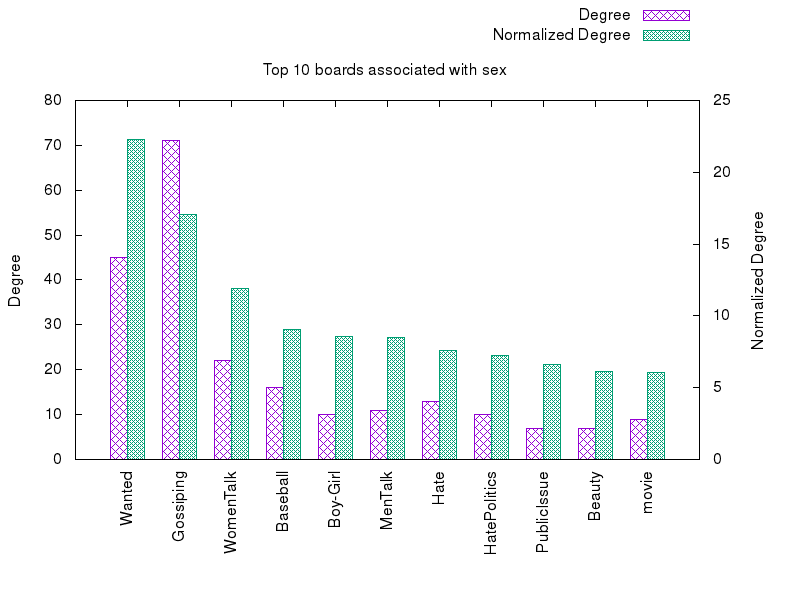 Degree
Normalized Degree
Top 10 boards associated with sex
80
70
60
50
40
30
20
10
0
25
20
15
10
5
0
Degree
Normalized Degree
Wanted
Gossiping
WomenTalk
Baseball
Boy-Girl
MenTalk
Hate
HatePolitics
PublicIssue
Beauty
movie